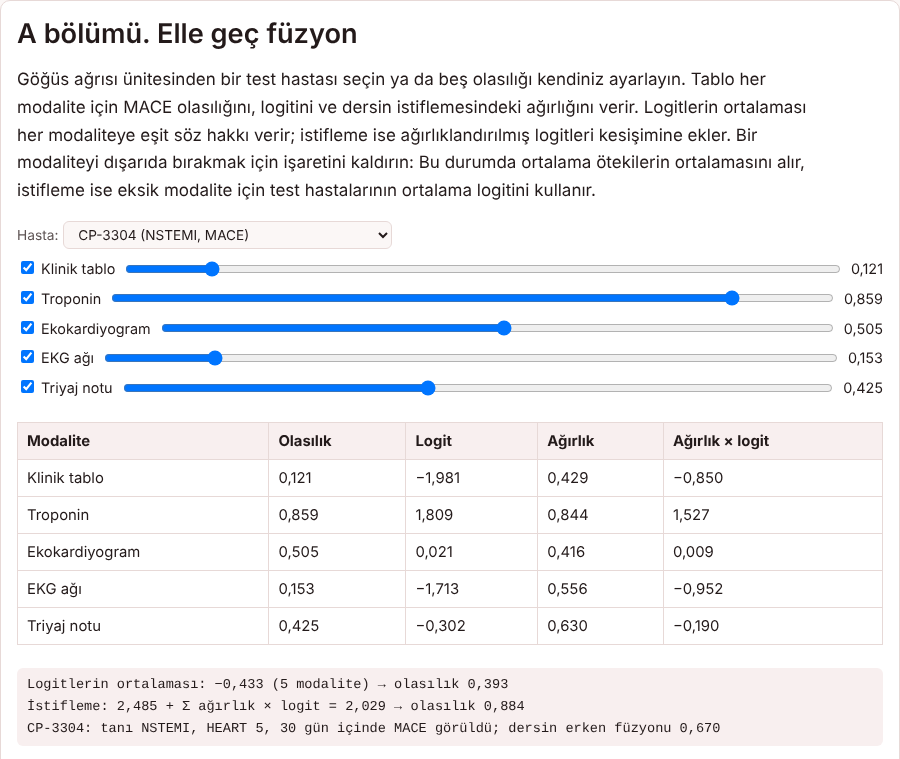 A bölümü. Elle geç füzyon
Göğüs ağrısı ünitesinden bir test hastası seçin ya da beş olasılığı kendiniz ayarlayın. Tablo her
modalite için MACE olasılığını, logitini ve dersin istiflemesindeki ağırlığını verir. Logitlerin ortalaması
her modaliteye eşit söz hakkı verir; istifleme ise ağırlıklandırılmış logitleri kesişimine ekler. Bir
modaliteyi dışarıda bırakmak için işaretini kaldırın: Bu durumda ortalama ötekilerin ortalamasını alır,
istifleme ise eksik modalite için test hastalarının ortalama logitini kullanır.
Hasta: CP-3304 (NSTEMI, MACE)
Klinik tablo 0,121
Troponin 0,859
Ekokardiyogram 0,505
EKG ağı 0,153
Triyaj notu 0,425
Modalite Olasılık Logit Ağırlık Ağırlık × logit
Klinik tablo 0,121 −1,981 0,429 −0,850
Troponin 0,859 1,809 0,844 1,527
Ekokardiyogram 0,505 0,021 0,416 0,009
EKG ağı 0,153 −1,713 0,556 −0,952
Triyaj notu 0,425 −0,302 0,630 −0,190
Logitlerin ortalaması: −0,433 (5 modalite) → olasılık 0,393
İstifleme: 2,485 + Σ ağırlık × logit = 2,029 → olasılık 0,884
CP-3304: tanı NSTEMI, HEART 5, 30 gün içinde MACE görüldü; dersin erken füzyonu 0,670